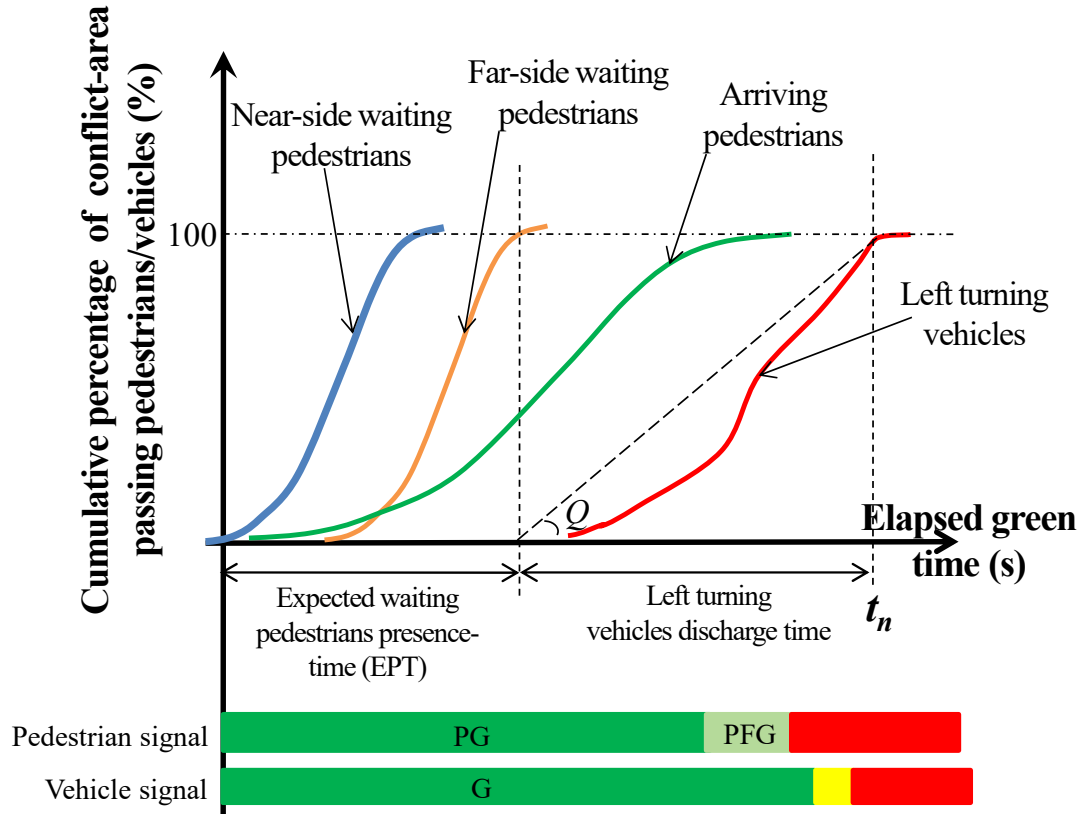 Cumulative percentage of conflict-area
passing pedestrians/vehicles (%)
Near-side waiting
pedestrians
Far-side waiting
pedestrians
Arriving
pedestrians
100
Left turning
vehicles
Q
Elapsed green
time (s)
Expected waiting
pedestrians presence-
time (EPT)
Left turning
vehicles discharge time
tn
Pedestrian signal
PG
PFG
Vehicle signal
G